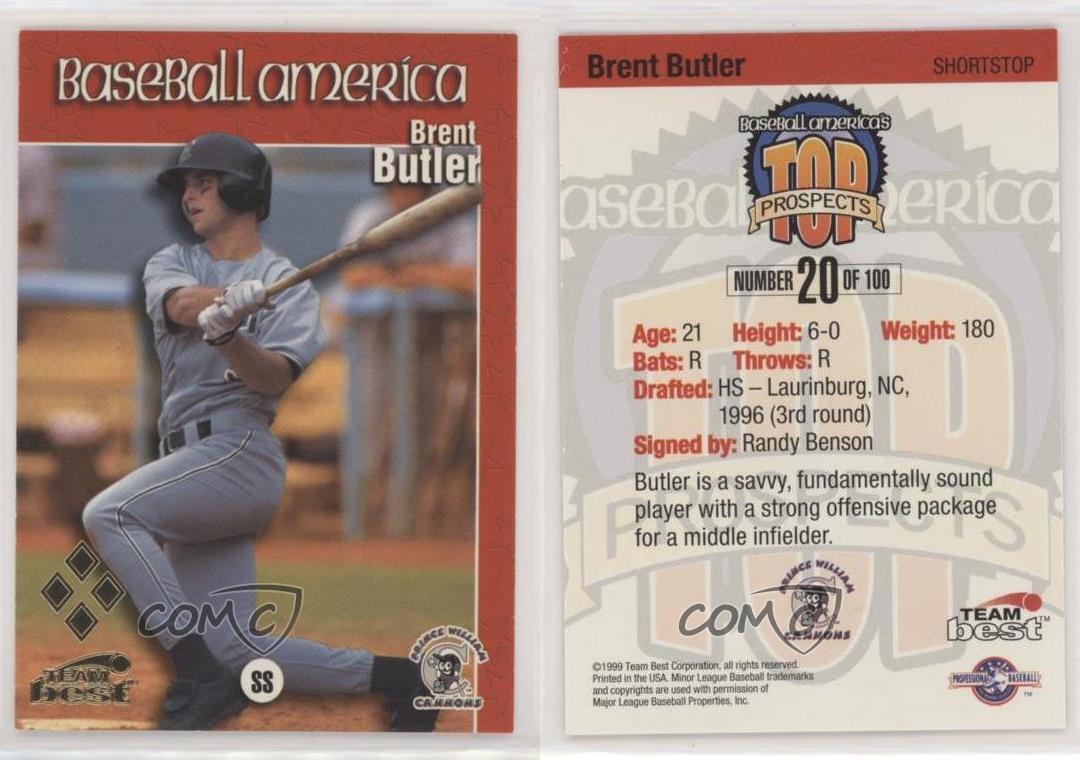 Baseball america
Brent
Butler
TEAM
best
SS
PRINCE WILLIAM
CANNONS
COMC
Brent Butler
SHORTSTOP
Baseball america's
TOP
PROSPECTS
NUMBER 20 OF 100
Age: 21 Height: 6-0 Weight: 180
Bats: R Throws: R
Drafted: HS – Laurinburg, NC,
1996 (3rd round)
Signed by: Randy Benson
Butler is a savvy, fundamentally sound
player with a strong offensive package
for a middle infielder.
PRINCE WILLIAM
CANNONS
COMC
TEAM
best™
©1999 Team Best Corporation, all rights reserved.
Printed in the USA. Minor League Baseball trademarks
and copyrights are used with permission of
Major League Baseball Properties, Inc.
PROFESSIONAL BASEBALL
™